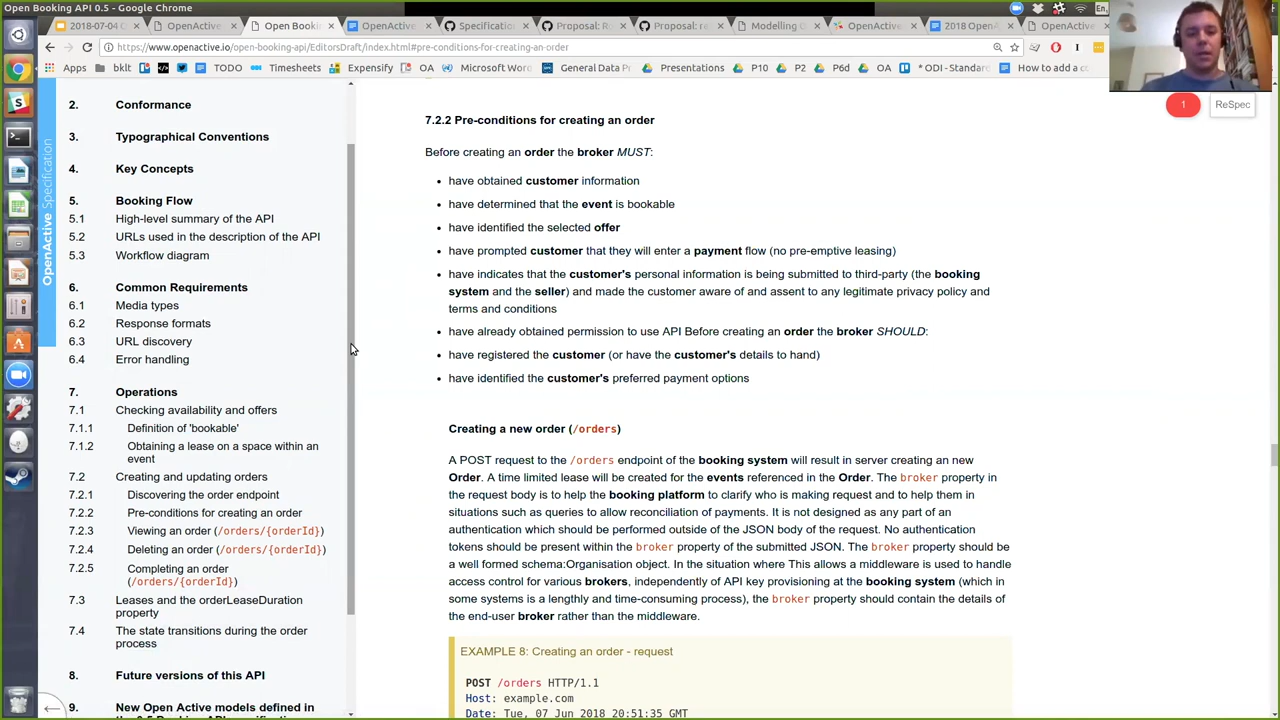 Open Booking API 0.5 - Google Chrome
En
2018-07-04 C
OpenActive
Open Booking
OpenActive
Specification
Proposal: R
Proposal: re
Modelling O
OpenActive
2018 OpenA
OpenActive
https://www.openactive.io/open-booking-api/EditorsDraft/index.html#pre-conditions-for-creating-an-order
Apps
bklt
TODO
Timesheets
Expensify
OA
Microsoft Word
General Data P
Presentations
P10
P2
P6d
OA
* ODI - Standard
How to add a c
1
ReSpec
OpenActive Specification
2. Conformance
3. Typographical Conventions
4. Key Concepts
5. Booking Flow
5.1 High-level summary of the API
5.2 URLs used in the description of the API
5.3 Workflow diagram
6. Common Requirements
6.1 Media types
6.2 Response formats
6.3 URL discovery
6.4 Error handling
7. Operations
7.1 Checking availability and offers
7.1.1 Definition of 'bookable'
7.1.2 Obtaining a lease on a space within an
event
7.2 Creating and updating orders
7.2.1 Discovering the order endpoint
7.2.2 Pre-conditions for creating an order
7.2.3 Viewing an order (/orders/{orderId})
7.2.4 Deleting an order (/orders/{orderId})
7.2.5 Completing an order
(/orders/{orderId})
7.3 Leases and the orderLeaseDuration
property
7.4 The state transitions during the order
process
8. Future versions of this API
9. New Open Active models defined in
the 0.5 Booking API specification
7.2.2 Pre-conditions for creating an order
Before creating an order the broker MUST:
• have obtained customer information
• have determined that the event is bookable
• have identified the selected offer
• have prompted customer that they will enter a payment flow (no pre-emptive leasing)
• have indicates that the customer's personal information is being submitted to third-party (the booking
system and the seller) and made the customer aware of and assent to any legitimate privacy policy and
terms and conditions
• have already obtained permission to use API Before creating an order the broker SHOULD:
• have registered the customer (or have the customer's details to hand)
• have identified the customer's preferred payment options
Creating a new order (/orders)
A POST request to the /orders endpoint of the booking system will result in server creating an new
Order. A time limited lease will be created for the events referenced in the Order. The broker property in
the request body is to help the booking platform to clarify who is making request and to help them in
situations such as queries to allow reconciliation of payments. It is not designed as any part of an
authentication which should be performed outside of the JSON body of the request. No authentication
tokens should be present within the broker property of the submitted JSON. The broker property should be
a well formed schema:Organisation object. In the situation where This allows a middleware is used to handle
access control for various brokers, independently of API key provisioning at the booking system (which in
some systems is a lengthly and time-consuming process), the broker property should contain the details of
the end-user broker rather than the middleware.
EXAMPLE 8: Creating an order - request
POST /orders HTTP/1.1
Host: example.com
Date: Tue, 07 Jun 2018 20:51:35 GMT